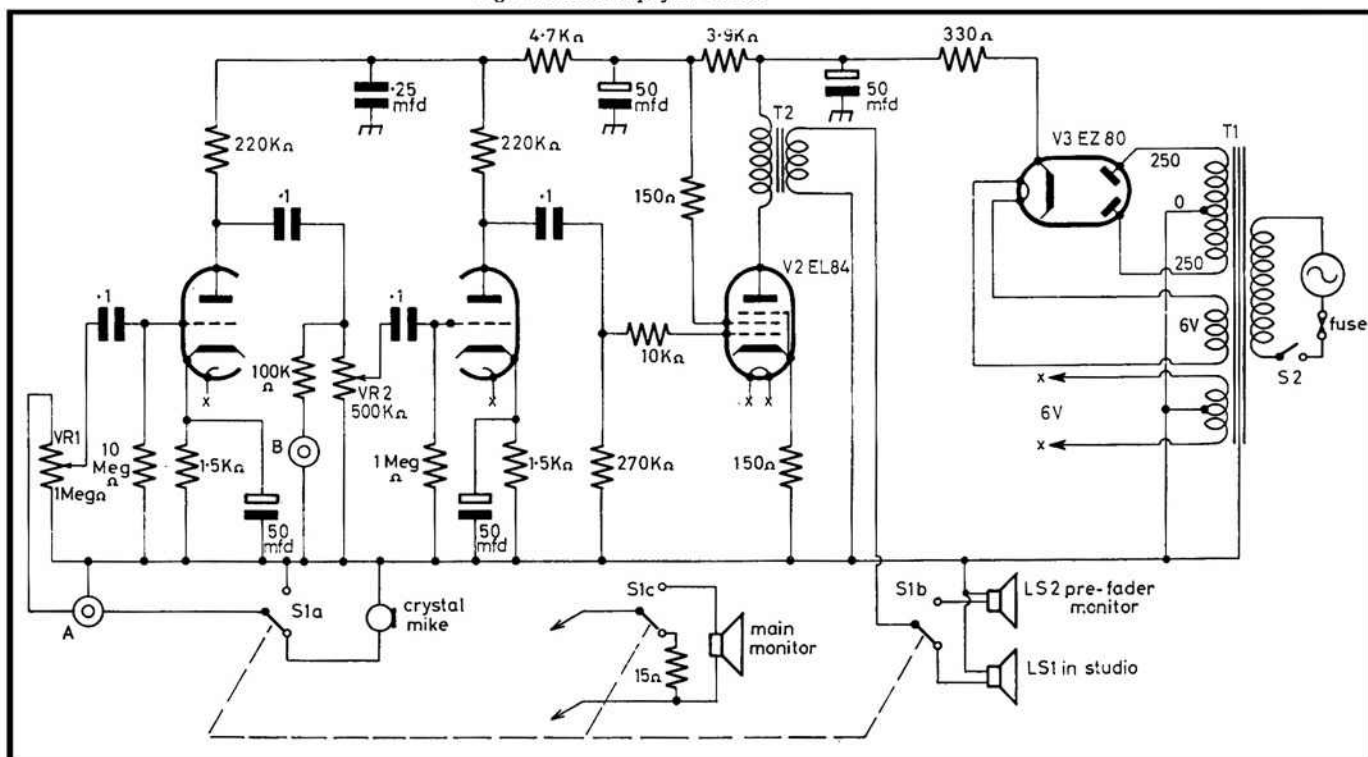 4·7KΩ
3·9KΩ
330Ω
·25
mfd
50
mfd
50
mfd
T2
V3 EZ 80
T1
220KΩ
220KΩ
250
150Ω
0
·1
·1
V2 EL84
250
·1
·1
6V
fuse
10KΩ
S2
100K
Ω
VR2
500KΩ
x
x
x x
x
6V
x
VR1
1MegΩ
10
Meg
Ω
1·5KΩ
B
1 Meg
Ω
1·5KΩ
270KΩ
150Ω
50
mfd
50
mfd
S1a
crystal
mike
S1c
S1b
LS2 pre-fader
monitor
A
main
monitor
15Ω
LS1 in studio